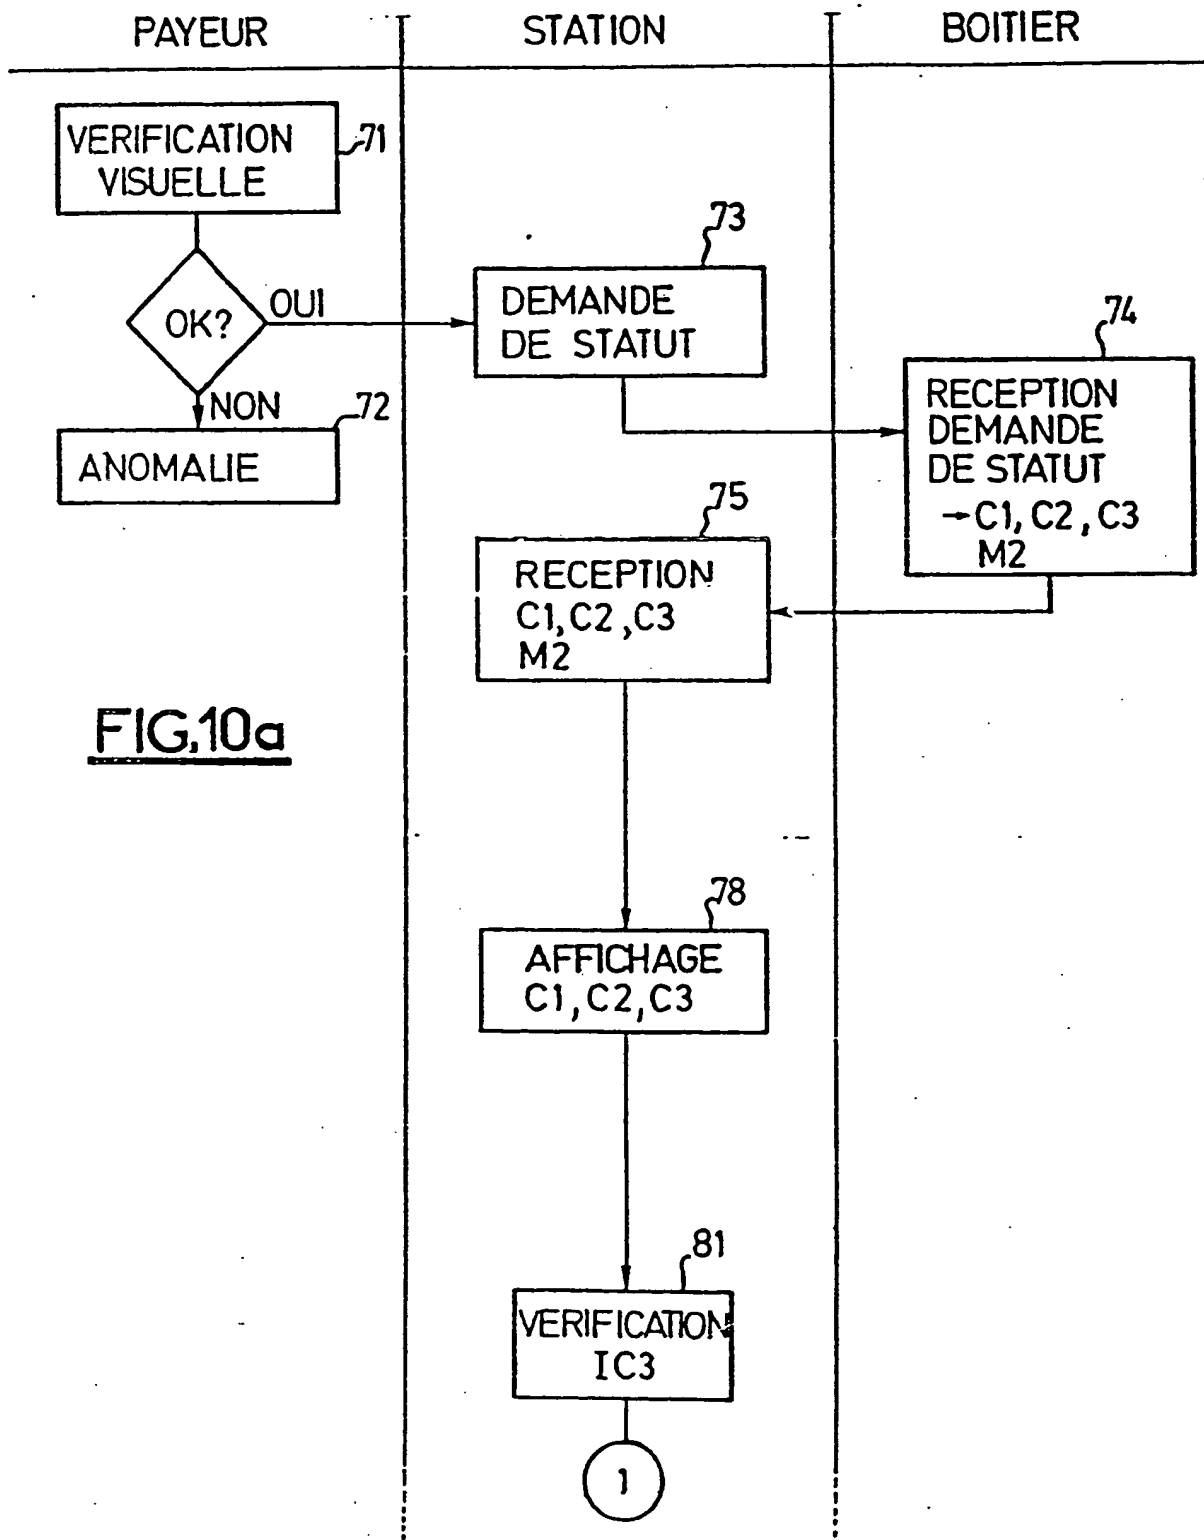 PAYEUR
STATION
BOITIER
VERIFICATION
VISUELLE
71
OK?
OUI
NON
72
ANOMALIE
73
DEMANDE
DE STATUT
74
RECEPTION
DEMANDE
DE STATUT
→ C1, C2, C3
M2
75
RECEPTION
C1, C2, C3
M2
FIG.10a
78
AFFICHAGE
C1, C2, C3
81
VERIFICATION
IC3
1